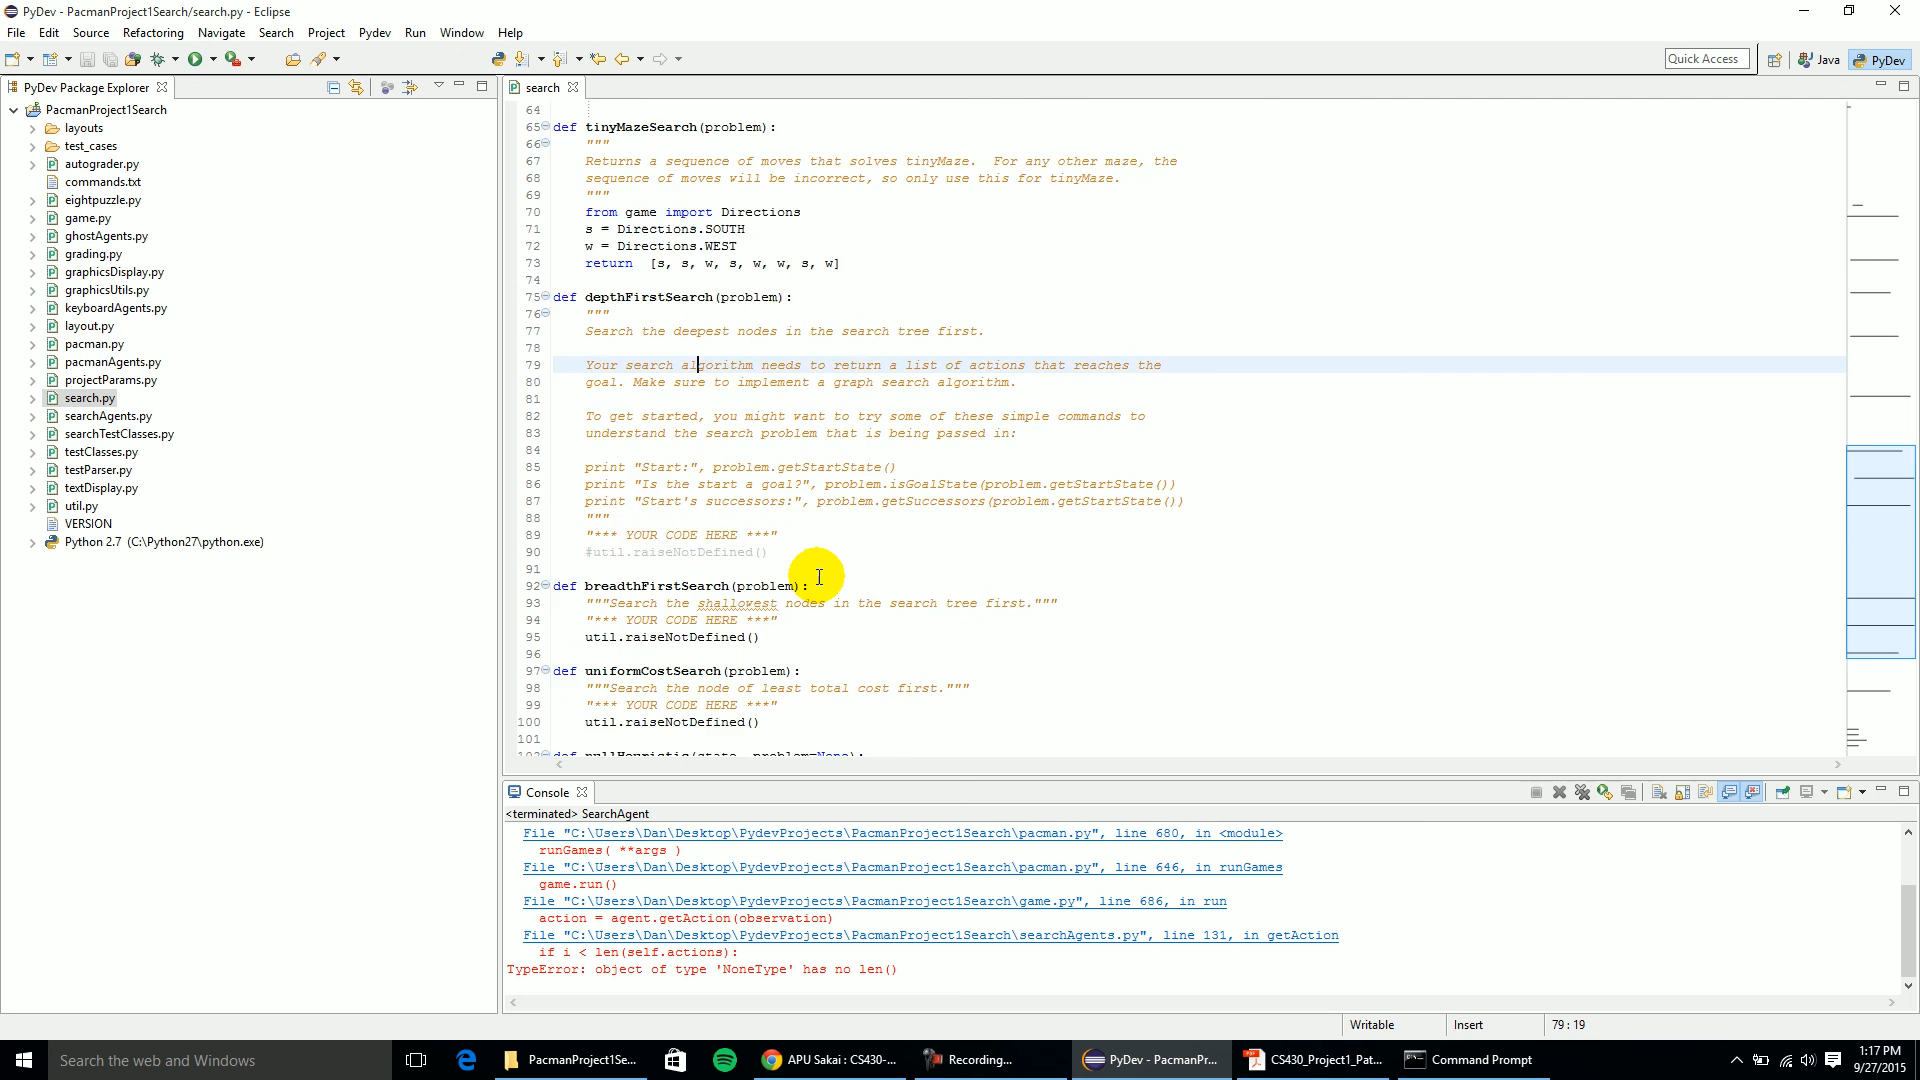 PyDev - PacmanProject1Search/search.py - Eclipse
File Edit Source Refactoring Navigate Search Project Pydev Run Window Help
Quick Access Java PyDev
PyDev Package Explorer
PacmanProject1Search
layouts
test_cases
autograder.py
commands.txt
eightpuzzle.py
game.py
ghostAgents.py
grading.py
graphicsDisplay.py
graphicsUtils.py
keyboardAgents.py
layout.py
pacman.py
pacmanAgents.py
projectParams.py
search.py
searchAgents.py
searchTestClasses.py
testClasses.py
testParser.py
textDisplay.py
util.py
VERSION
Python 2.7 (C:\Python27\python.exe)
search
64
65 def tinyMazeSearch(problem):
66 """
67 Returns a sequence of moves that solves tinyMaze.  For any other maze, the
68 sequence of moves will be incorrect, so only use this for tinyMaze.
69 """
70 from game import Directions
71 s = Directions.SOUTH
72 w = Directions.WEST
73 return  [s, s, w, s, w, w, s, w]
74
75 def depthFirstSearch(problem):
76 """
77 Search the deepest nodes in the search tree first.
78
79 Your search algorithm needs to return a list of actions that reaches the
80 goal. Make sure to implement a graph search algorithm.
81
82 To get started, you might want to try some of these simple commands to
83 understand the search problem that is being passed in:
84
85 print "Start:", problem.getStartState()
86 print "Is the start a goal?", problem.isGoalState(problem.getStartState())
87 print "Start's successors:", problem.getSuccessors(problem.getStartState())
88 """
89 "*** YOUR CODE HERE ***"
90 #util.raiseNotDefined()
91
92 def breadthFirstSearch(problem):
93 """Search the shallowest nodes in the search tree first."""
94 "*** YOUR CODE HERE ***"
95 util.raiseNotDefined()
96
97 def uniformCostSearch(problem):
98 """Search the node of least total cost first."""
99 "*** YOUR CODE HERE ***"
100 util.raiseNotDefined()
101
102 def nullHeuristic(state, problem=None):
Console
<terminated> SearchAgent
File "C:\Users\Dan\Desktop\PydevProjects\PacmanProject1Search\pacman.py", line 680, in <module>
runGames( **args )
File "C:\Users\Dan\Desktop\PydevProjects\PacmanProject1Search\pacman.py", line 646, in runGames
game.run()
File "C:\Users\Dan\Desktop\PydevProjects\PacmanProject1Search\game.py", line 686, in run
action = agent.getAction(observation)
File "C:\Users\Dan\Desktop\PydevProjects\PacmanProject1Search\searchAgents.py", line 131, in getAction
if i < len(self.actions):
TypeError: object of type 'NoneType' has no len()
Writable Insert 79 : 19
Search the web and Windows PacmanProject1Se... APU Sakai : CS430-... Recording... PyDev - PacmanPr... CS430_Project1_Pat... Command Prompt 1:17 PM
9/27/2015